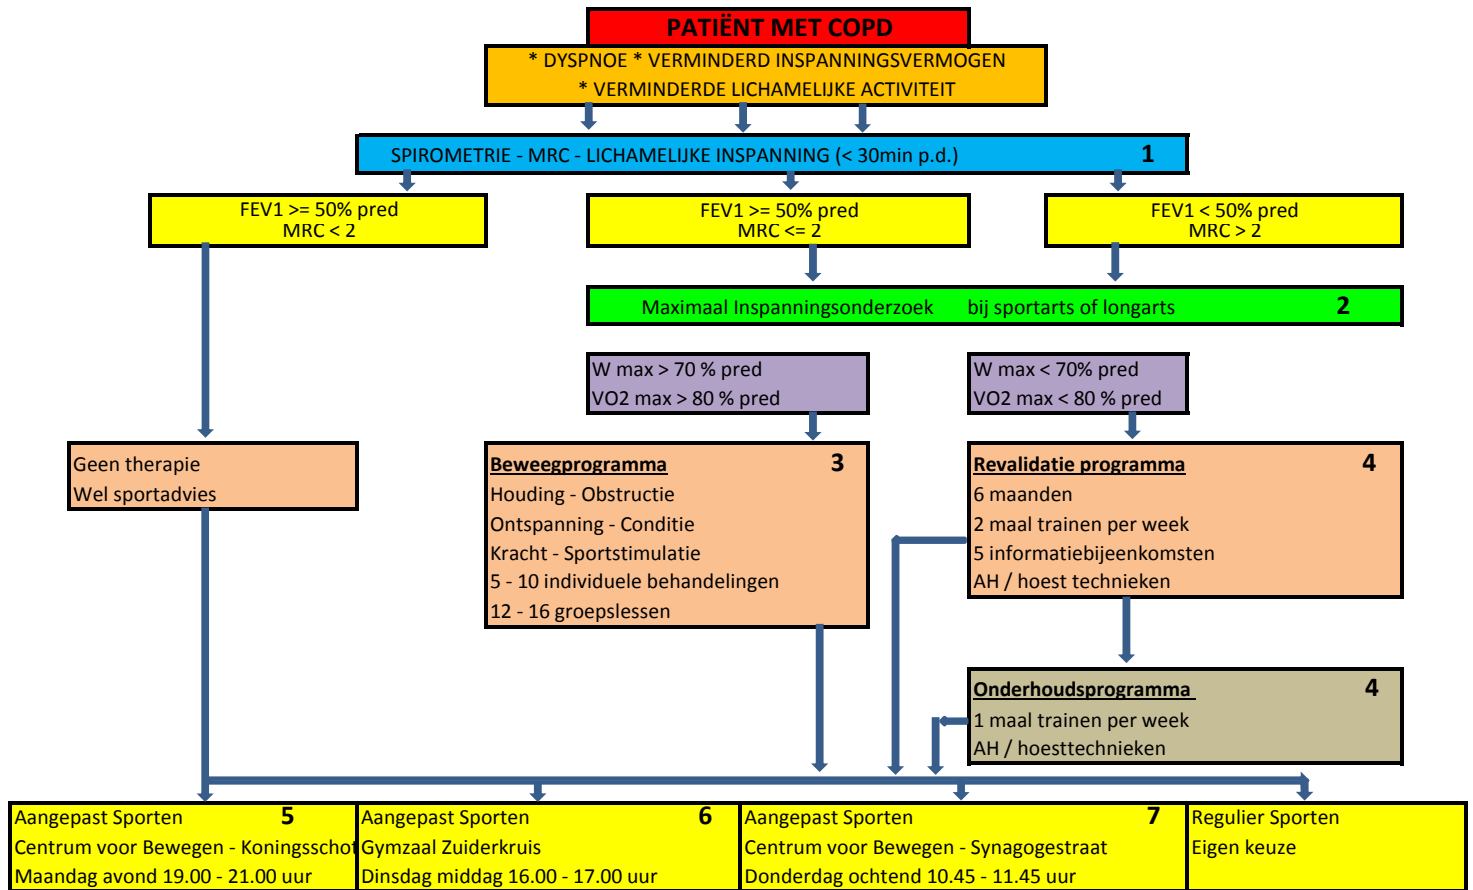 PATIËNT MET COPD
* DYSPNOE * VERMINDERD INSPANNINGSVERMOGEN
* VERMINDERDE LICHAMELIJKE ACTIVITEIT
SPIROMETRIE - MRC - LICHAMELIJKE INSPANNING (< 30min p.d.) 1
FEV1 >= 50% pred
MRC < 2
FEV1 >= 50% pred
MRC <= 2
FEV1 < 50% pred
MRC > 2
Maximaal Inspanningsonderzoek bij sportarts of longarts 2
W max > 70 % pred
VO2 max > 80 % pred
W max < 70% pred
VO2 max < 80 % pred
Geen therapie
Wel sportadvies
Beweegprogramma 3
Houding - Obstructie
Ontspanning - Conditie
Kracht - Sportstimulatie
5 - 10 individuele behandelingen
12 - 16 groepslessen
Revalidatie programma 4
6 maanden
2 maal trainen per week
5 informatiebijeenkomsten
AH / hoest technieken
Onderhoudsprogramma 4
1 maal trainen per week
AH / hoesttechnieken
Aangepast Sporten 5
Centrum voor Bewegen - Koningsschot
Maandag avond 19.00 - 21.00 uur
Aangepast Sporten 6
Gymzaal Zuiderkruis
Dinsdag middag 16.00 - 17.00 uur
Aangepast Sporten 7
Centrum voor Bewegen - Synagogestraat
Donderdag ochtend 10.45 - 11.45 uur
Regulier Sporten
Eigen keuze